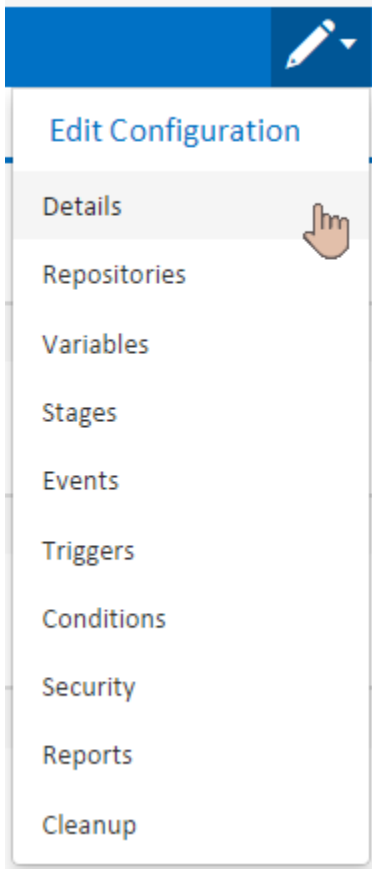 Edit Configuration
Details
Repositories
Variables
Stages
Events
Triggers
Conditions
Security
Reports
Cleanup